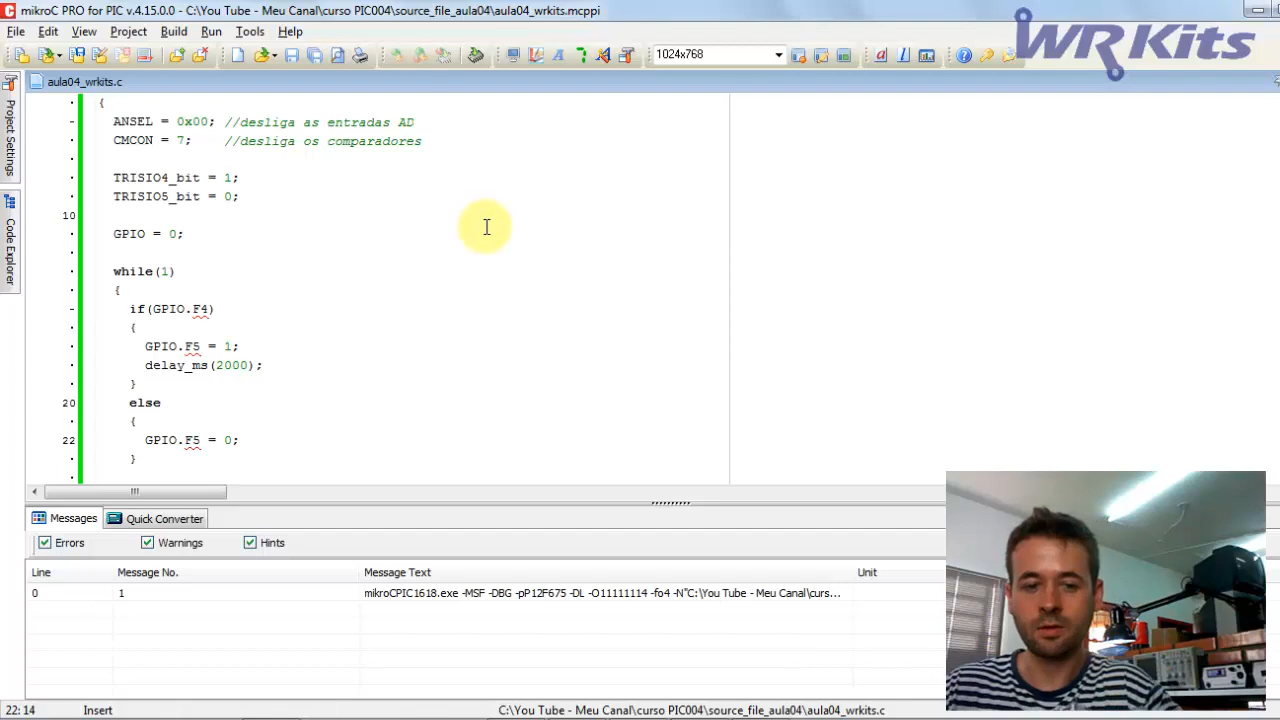 mikroC PRO for PIC v.4.15.0.0 - C:\You Tube - Meu Canal\curso PIC004\source_file_aula04\aula04_wrkits.mcppi
File Edit View Project Build Run Tools Help
1024x768
WR Kits
aula04_wrkits.c
Project Settings
Code Explorer
{
ANSEL = 0x00; //desliga as entradas AD
CMCON = 7; //desliga os comparadores
TRISIO4_bit = 1;
TRISIO5_bit = 0;
10
GPIO = 0;
while(1)
{
if(GPIO.F4)
{
GPIO.F5 = 1;
delay_ms(2000);
}
20 else
{
22 GPIO.F5 = 0;
}
Messages Quick Converter
Errors Warnings Hints
Line Message No. Message Text Unit
0 1 mikroCPIC1618.exe -MSF -DBG -pP12F675 -DL -O11111114 -fo4 -N"C:\You Tube - Meu Canal\curs...
22:14 Insert C:\You Tube - Meu Canal\curso PIC004\source_file_aula04\aula04_wrkits.c